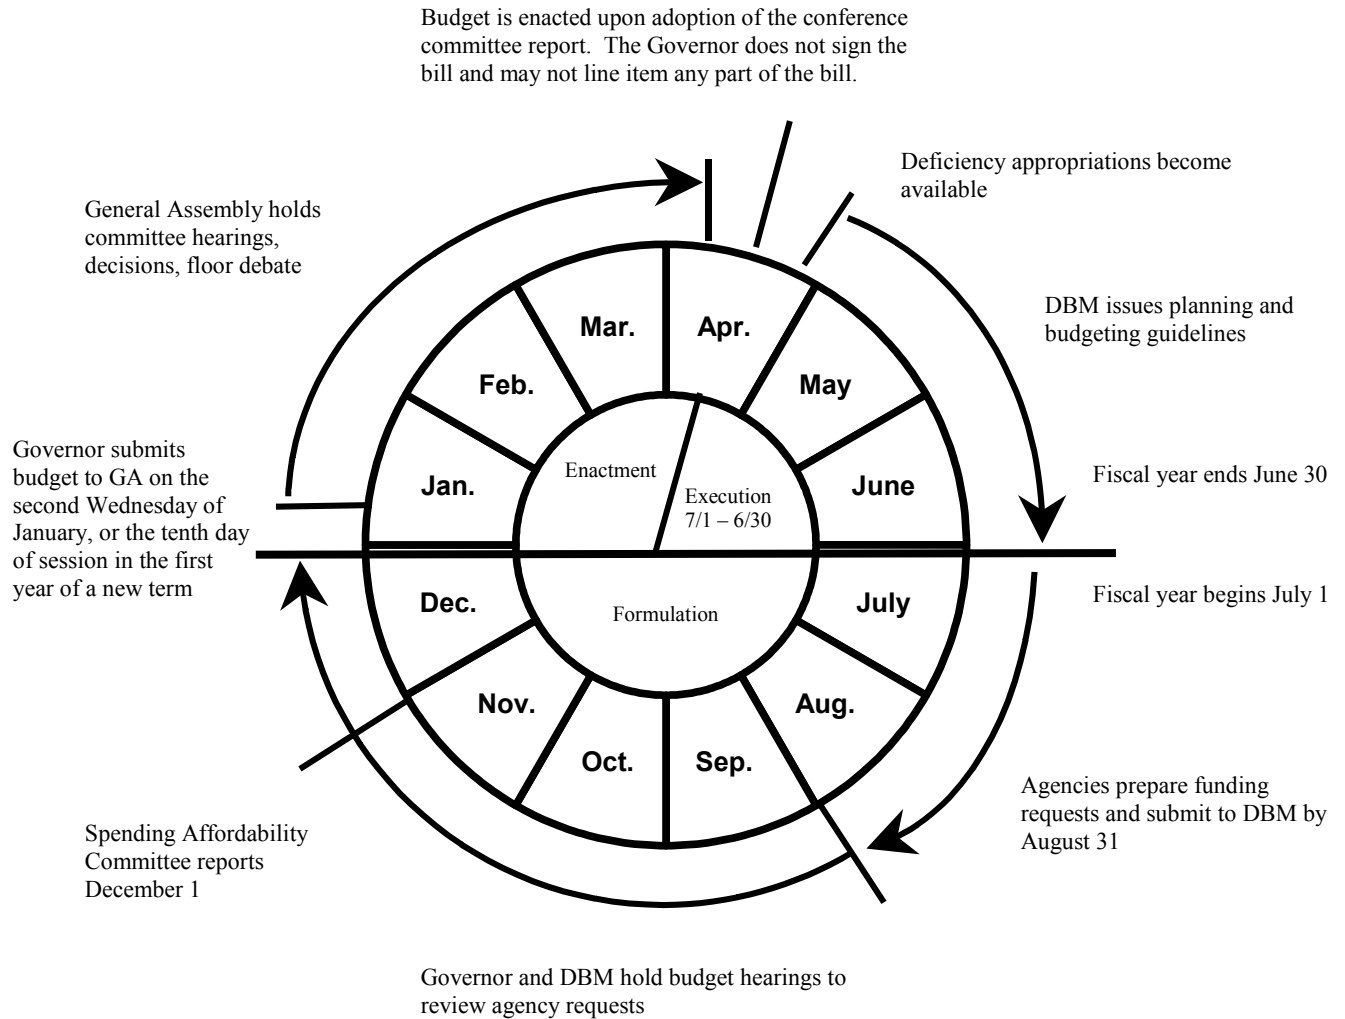 Budget is enacted upon adoption of the conference
committee report.  The Governor does not sign the
bill and may not line item any part of the bill.
Deficiency appropriations become
available
General Assembly holds
committee hearings,
decisions, floor debate
DBM issues planning and
budgeting guidelines
Mar.
Apr.
Feb.
May
Governor submits
budget to GA on the
second Wednesday of
January, or the tenth day
of session in the first
year of a new term
Jan.
Enactment
Execution
7/1 – 6/30
June
Fiscal year ends June 30
Dec.
Formulation
July
Fiscal year begins July 1
Nov.
Aug.
Oct.
Sep.
Agencies prepare funding
requests and submit to DBM by
August 31
Spending Affordability
Committee reports
December 1
Governor and DBM hold budget hearings to
review agency requests